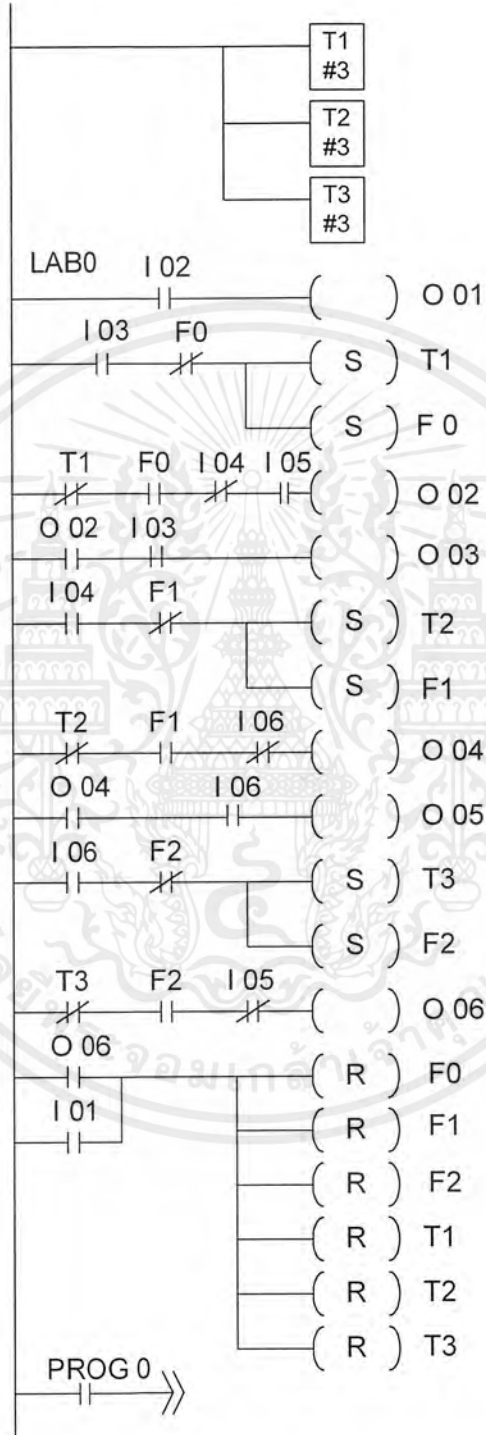 T1
#3
T2
#3
T3
#3
LAB0 I 02 O 01
I 03 F0 S T1
S F 0
T1 F0 I 04 I 05 O 02
O 02 I 03 O 03
I 04 F1 S T2
S F1
T2 F1 I 06 O 04
O 04 I 06 O 05
I 06 F2 S T3
S F2
T3 F2 I 05 O 06
O 06 R F0
I 01 R F1
R F2
R T1
R T2
R T3
PROG 0